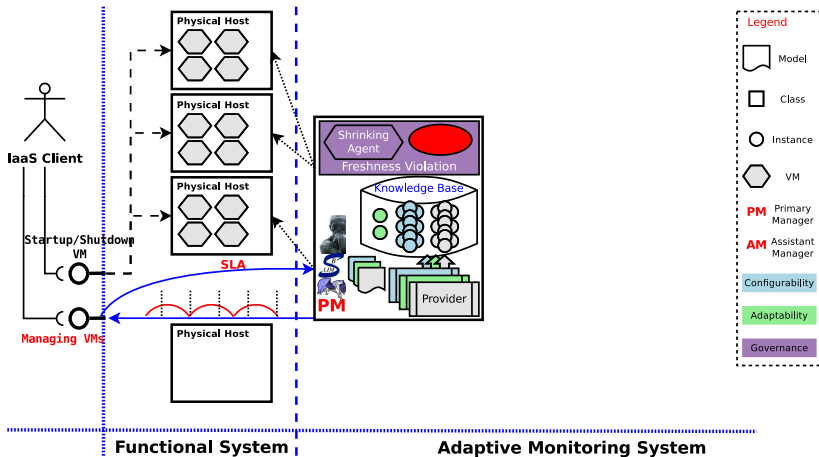 Physical Host
Physical Host
Physical Host
IaaS Client
Startup/Shutdown
VM
SLA
Managing VMs
Physical Host
Shrinking
Agent
Freshness Violation
Knowledge Base
SLIM
PM
Provider
Functional System
Adaptive Monitoring System
Legend
Model
Class
Instance
VM
PM Primary
Manager
AM Assistant
Manager
Configurability
Adaptability
Governance